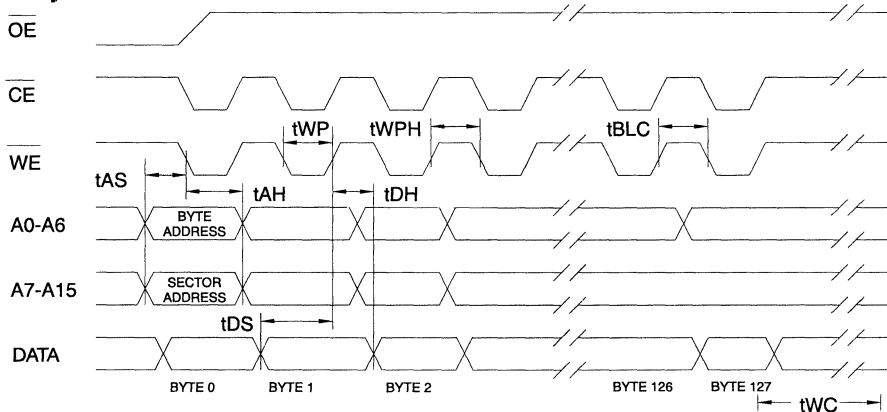 OE
CE
tWP
tWPH
tBLC
WE
tAS
tAH
tDH
A0-A6
BYTE
ADDRESS
A7-A15
SECTOR
ADDRESS
tDS
DATA
BYTE 0
BYTE 1
BYTE 2
BYTE 126
BYTE 127
tWC